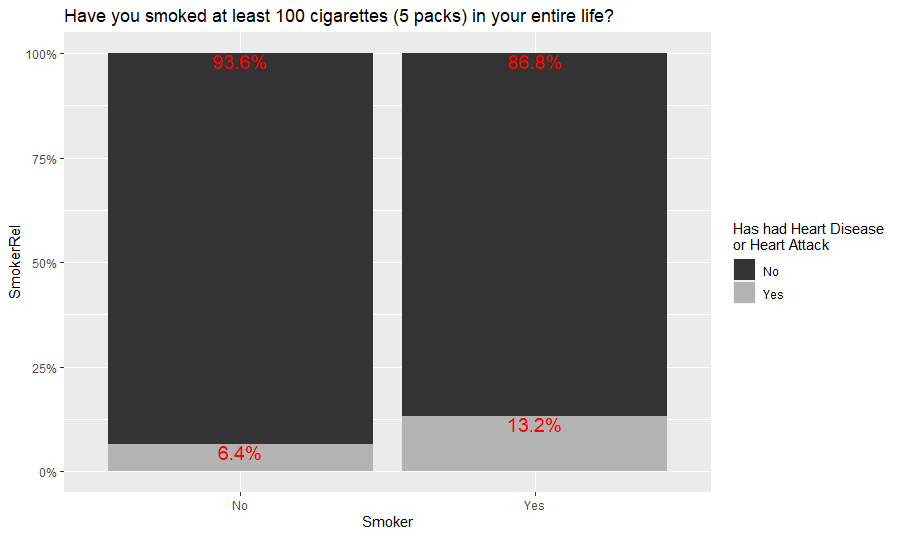 Have you smoked at least 100 cigarettes (5 packs) in your entire life?
100%
93.6%
86.8%
75%
50%
25%
13.2%
6.4%
0%
SmokerRel
No
Yes
Smoker
Has had Heart Disease
or Heart Attack
No
Yes